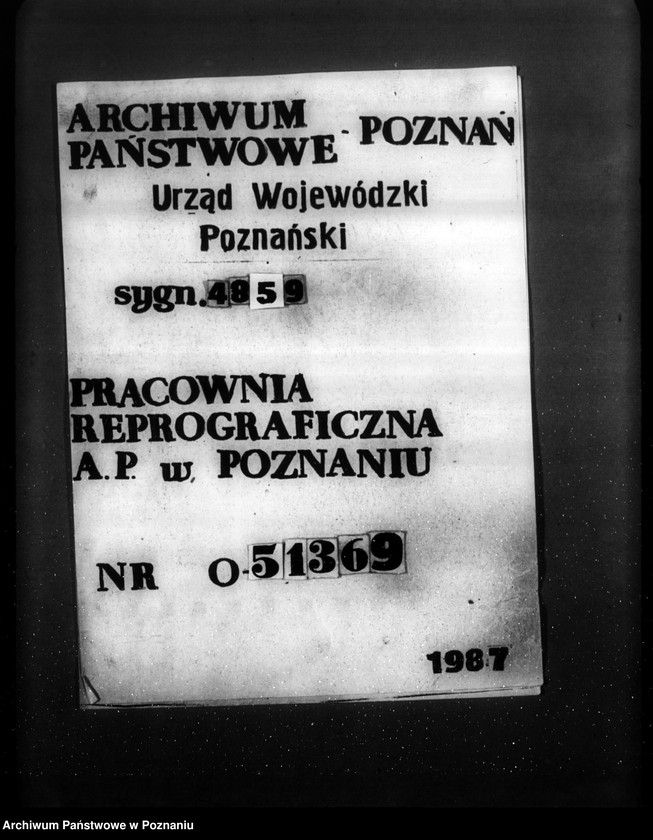 ARCHIWUM
PAŃSTWOWE - POZNAŃ
Urząd Wojewódzki
Poznański
sygn. 4859
PRACOWNIA
REPROGRAFICZNA
A.P. w. POZNANIU
NR O-51369
1987
Archiwum Państwowe w Poznaniu